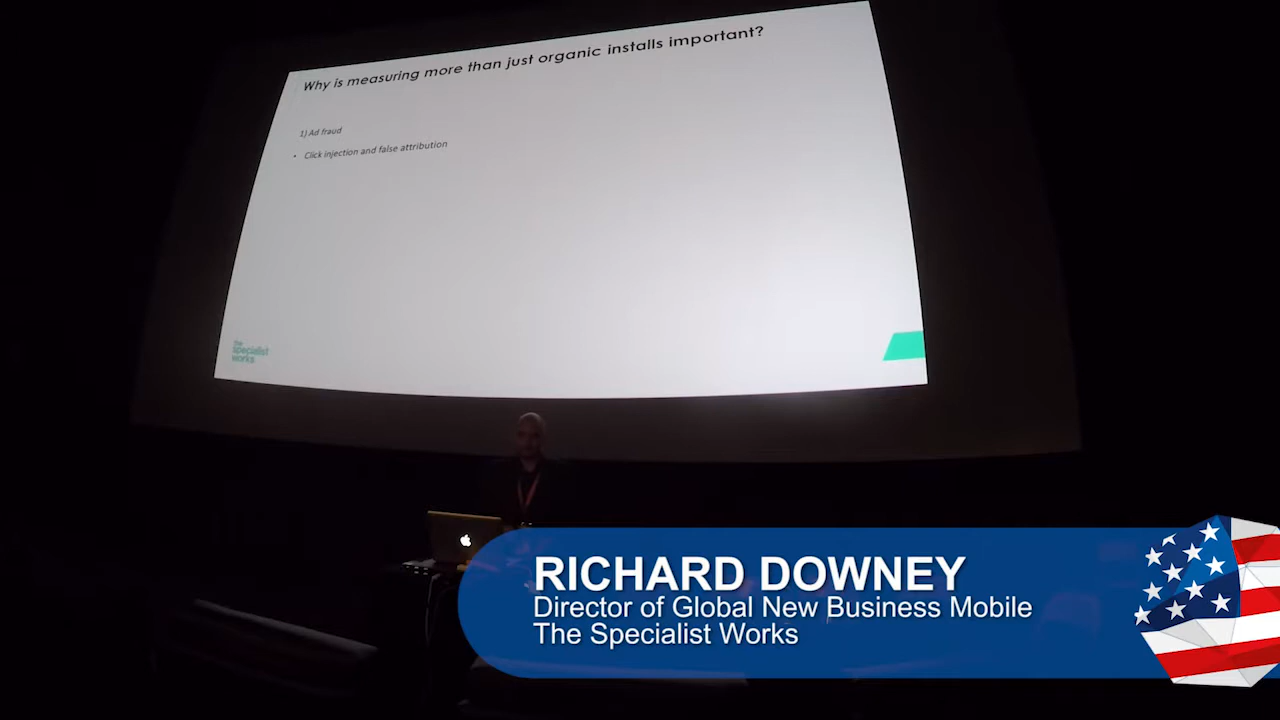 Why is measuring more than just organic installs important?
1) Ad fraud
• Click injection and false attribution
the
specialist
works
RICHARD DOWNEY
Director of Global New Business Mobile
The Specialist Works